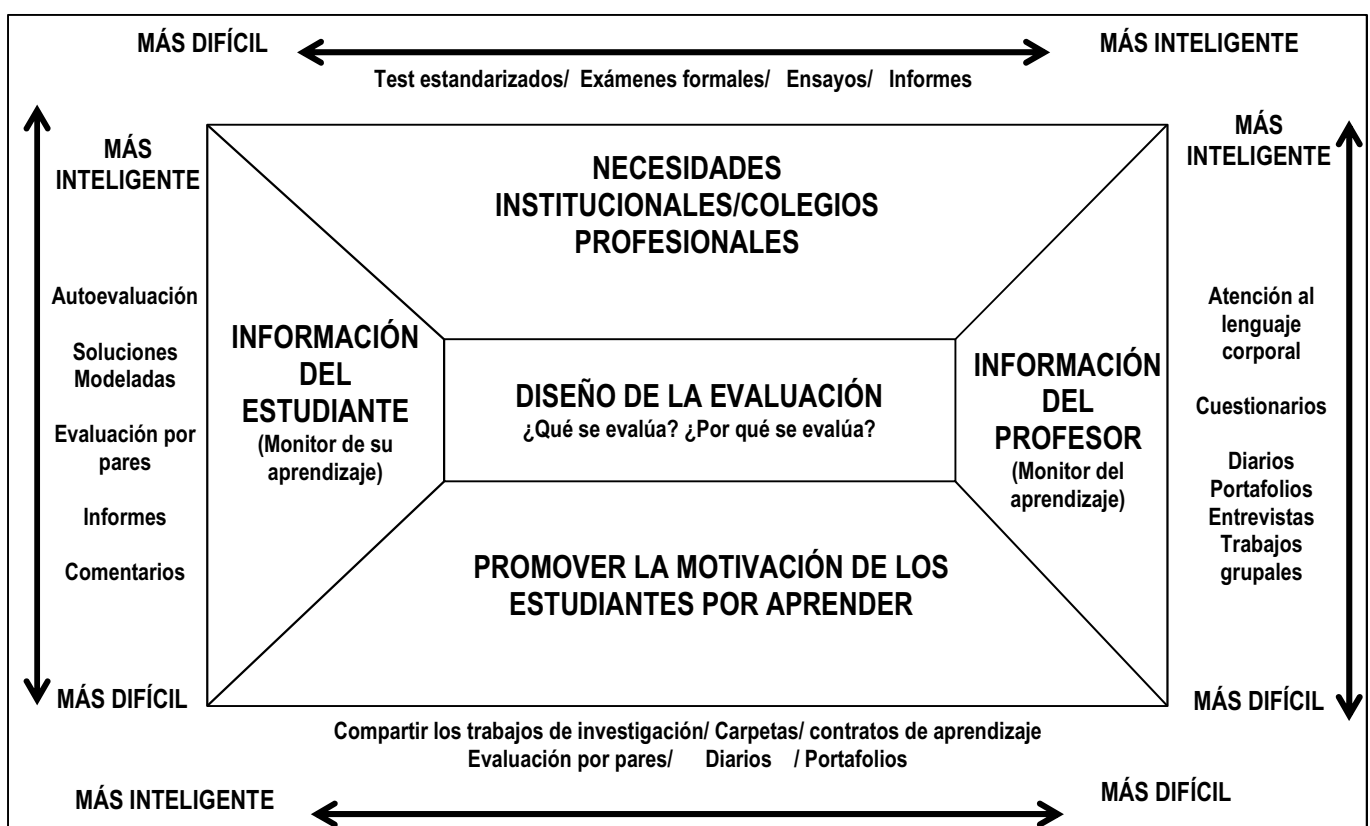 MÁS DIFÍCIL
MÁS INTELIGENTE
Test estandarizados/ Exámenes formales/ Ensayos/ Informes
MÁS
INTELIGENTE
Autoevaluación
Soluciones
Modeladas
Evaluación por
pares
Informes
Comentarios
MÁS DIFÍCIL
NECESIDADES
INSTITUCIONALES/COLEGIOS
PROFESIONALES
INFORMACIÓN
DEL
ESTUDIANTE
(Monitor de su
aprendizaje)
DISEÑO DE LA EVALUACIÓN
¿Qué se evalúa? ¿Por qué se evalúa?
INFORMACIÓN
DEL
PROFESOR
(Monitor del
aprendizaje)
PROMOVER LA MOTIVACIÓN DE LOS
ESTUDIANTES POR APRENDER
MÁS
INTELIGENTE
Atención al
lenguaje
corporal
Cuestionarios
Diarios
Portafolios
Entrevistas
Trabajos
grupales
MÁS DIFÍCIL
Compartir los trabajos de investigación/ Carpetas/ contratos de aprendizaje
Evaluación por pares/ Diarios / Portafolios
MÁS INTELIGENTE
MÁS DIFÍCIL